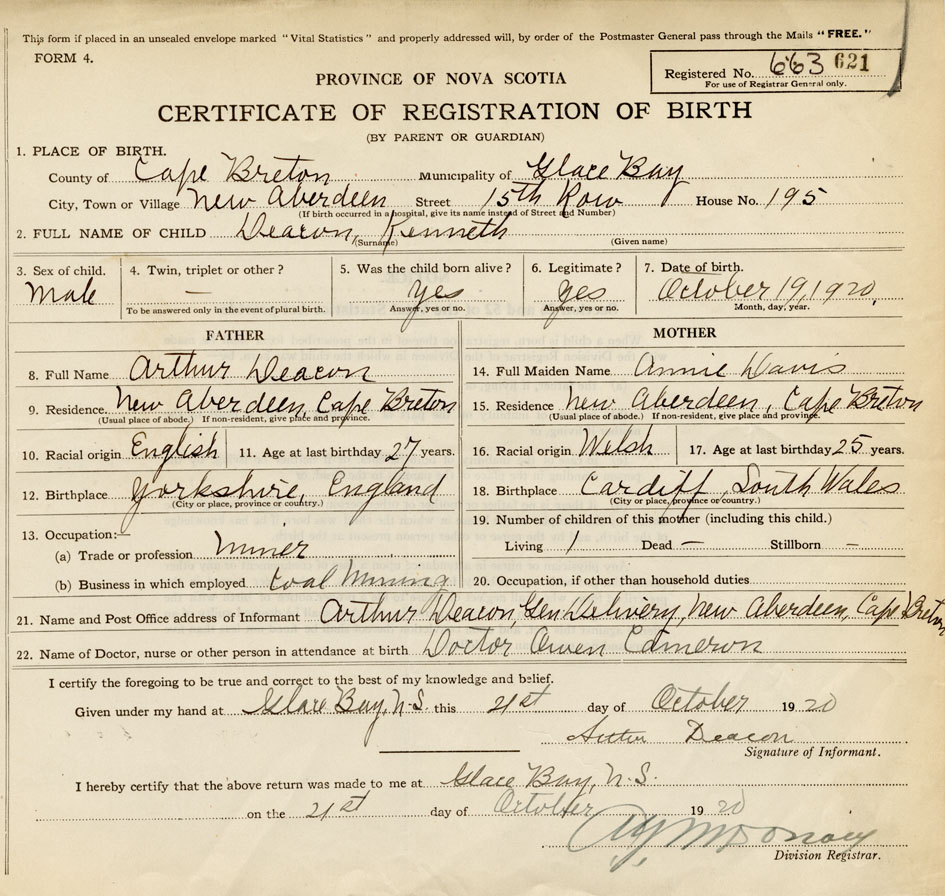 This form if placed in an unsealed envelope marked "Vital Statistics" and properly addressed will, by order of the Postmaster General pass through the Mails "FREE."
FORM 4.
Registered No. 663 621
For use of Registrar General only.
PROVINCE OF NOVA SCOTIA
CERTIFICATE OF REGISTRATION OF BIRTH
(BY PARENT OR GUARDIAN)
1. PLACE OF BIRTH.
County of Cape Breton Municipality of Glace Bay
City, Town or Village New Aberdeen Street 15th Row House No. 195
(If birth occurred in a hospital, give its name instead of Street and Number)
2. FULL NAME OF CHILD Deacon, Kenneth
(Surname) (Given name)
3. Sex of child. 4. Twin, triplet or other? 5. Was the child born alive? 6. Legitimate? 7. Date of birth.
Male — Yes Yes October 19, 1920.
To be answered only in the event of plural birth. Answer, yes or no. Answer, yes or no. Month, day, year.
FATHER MOTHER
8. Full Name Arthur Deacon 14. Full Maiden Name Annie Davis
9. Residence. New Aberdeen, Cape Breton 15. Residence New Aberdeen, Cape Breton
(Usual place of abode.) If non-resident, give place and province. (Usual place of abode.) If non-resident, give place and province.
10. Racial origin English 11. Age at last birthday 27 years. 16. Racial origin Welsh 17. Age at last birthday 25 years.
12. Birthplace Yorkshire, England 18. Birthplace Cardiff, South Wales
(City or place, province or country.) (City or place, province or country.)
13. Occupation:— 19. Number of children of this mother (including this child.)
(a) Trade or profession Miner Living 1 Dead — Stillborn —
(b) Business in which employed Coal Mining 20. Occupation, if other than household duties
21. Name and Post Office address of Informant Arthur Deacon, Gen Delivery, New Aberdeen, Cape Breton
22. Name of Doctor, nurse or other person in attendance at birth Doctor Owen Cameron
I certify the foregoing to be true and correct to the best of my knowledge and belief.
Given under my hand at Glace Bay, N.S. this 21st day of October 1920
Arthur Deacon
Signature of Informant.
I hereby certify that the above return was made to me at Glace Bay, N.S.
on the 21st day of October 1920
Division Registrar.